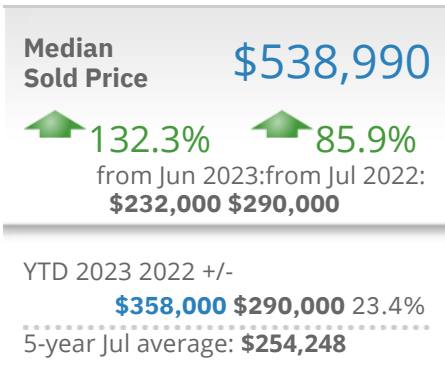 Median
Sold Price
$538,990
132.3% 85.9%
from Jun 2023:from Jul 2022:
$232,000 $290,000
YTD 2023 2022 +/-
$358,000 $290,000 23.4%
5-year Jul average: $254,248